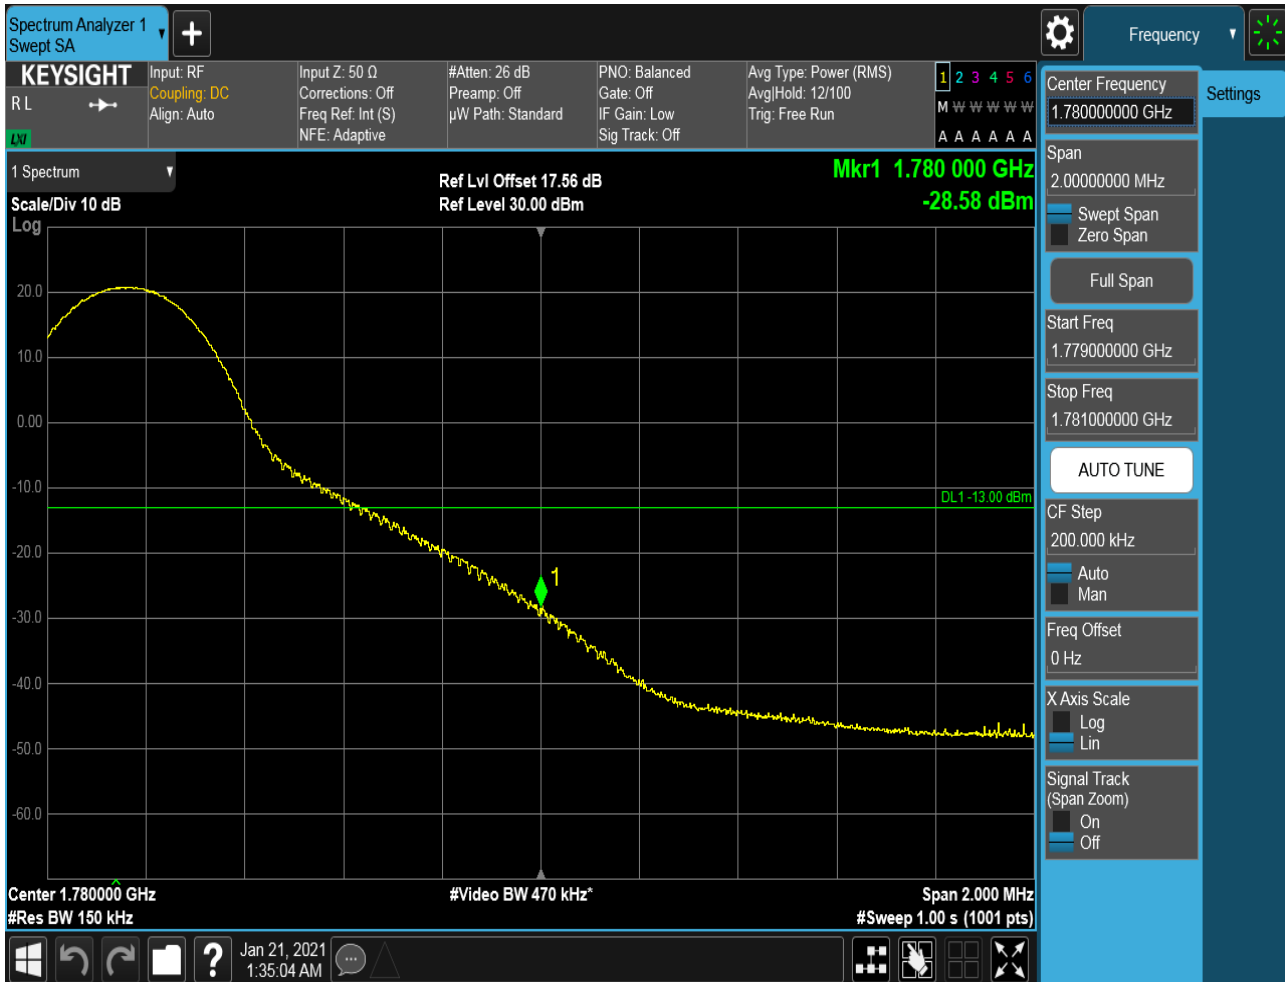 Spectrum Analyzer 1
Swept SA
Frequency
KEYSIGHT
R L
LXI
Input: RF
Coupling: DC
Align: Auto
Input Z: 50 Ω
Corrections: Off
Freq Ref: Int (S)
NFE: Adaptive
#Atten: 26 dB
Preamp: Off
µW Path: Standard
PNO: Balanced
Gate: Off
IF Gain: Low
Sig Track: Off
Avg Type: Power (RMS)
Avg|Hold: 12/100
Trig: Free Run
1 2 3 4 5 6
M W W W W W
A A A A A A
1 Spectrum
Scale/Div 10 dB
Log
Ref Lvl Offset 17.56 dB
Ref Level 30.00 dBm
Mkr1 1.780 000 GHz
-28.58 dBm
20.0
10.0
0.00
-10.0
-20.0
-30.0
-40.0
-50.0
-60.0
DL1 -13.00 dBm
1
Center 1.780000 GHz
#Res BW 150 kHz
#Video BW 470 kHz*
Span 2.000 MHz
#Sweep 1.00 s (1001 pts)
Center Frequency
1.780000000 GHz
Settings
Span
2.00000000 MHz
Swept Span
Zero Span
Full Span
Start Freq
1.779000000 GHz
Stop Freq
1.781000000 GHz
AUTO TUNE
CF Step
200.000 kHz
Auto
Man
Freq Offset
0 Hz
X Axis Scale
Log
Lin
Signal Track
(Span Zoom)
On
Off
?
Jan 21, 2021
1:35:04 AM